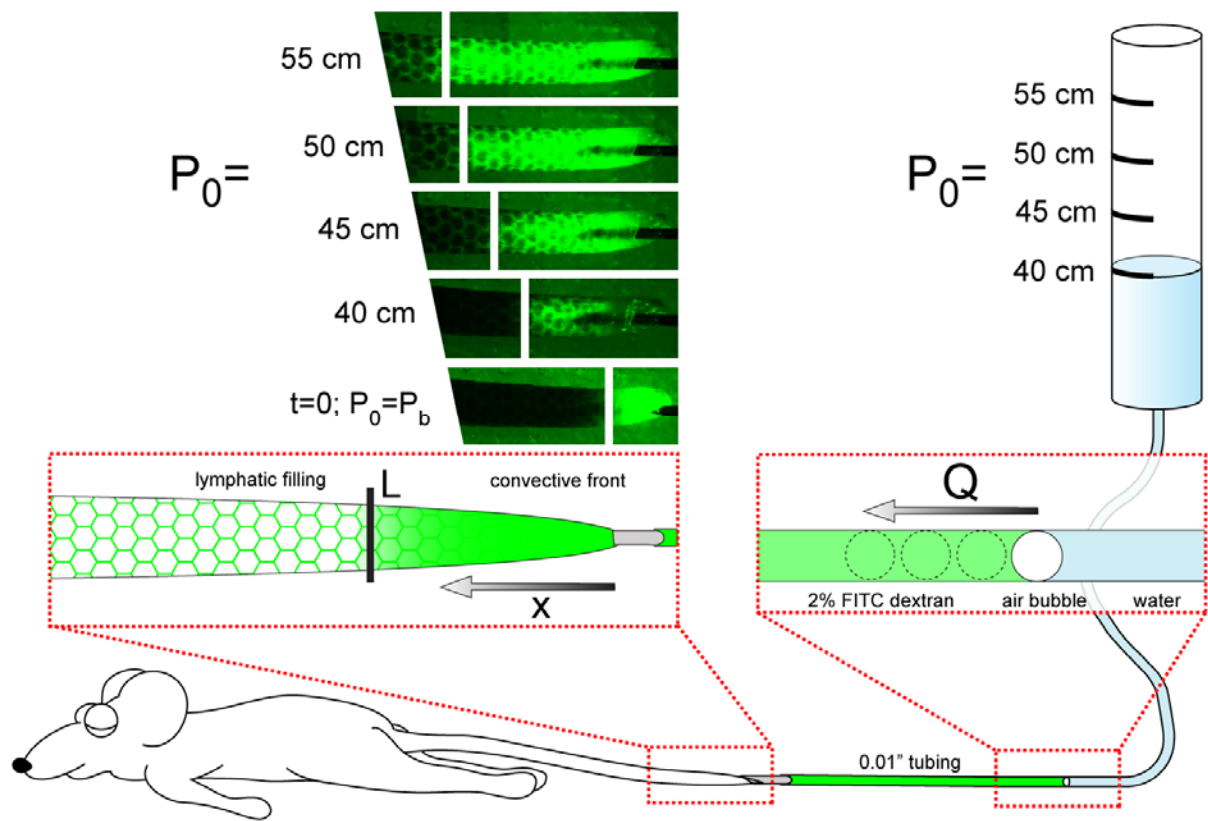 55 cm
50 cm
P0=
45 cm
40 cm
t=0; P0=Pb
55 cm
50 cm
P0=
45 cm
40 cm
lymphatic filling
L
convective front
x
Q
2% FITC dextran
air bubble
water
0.01” tubing